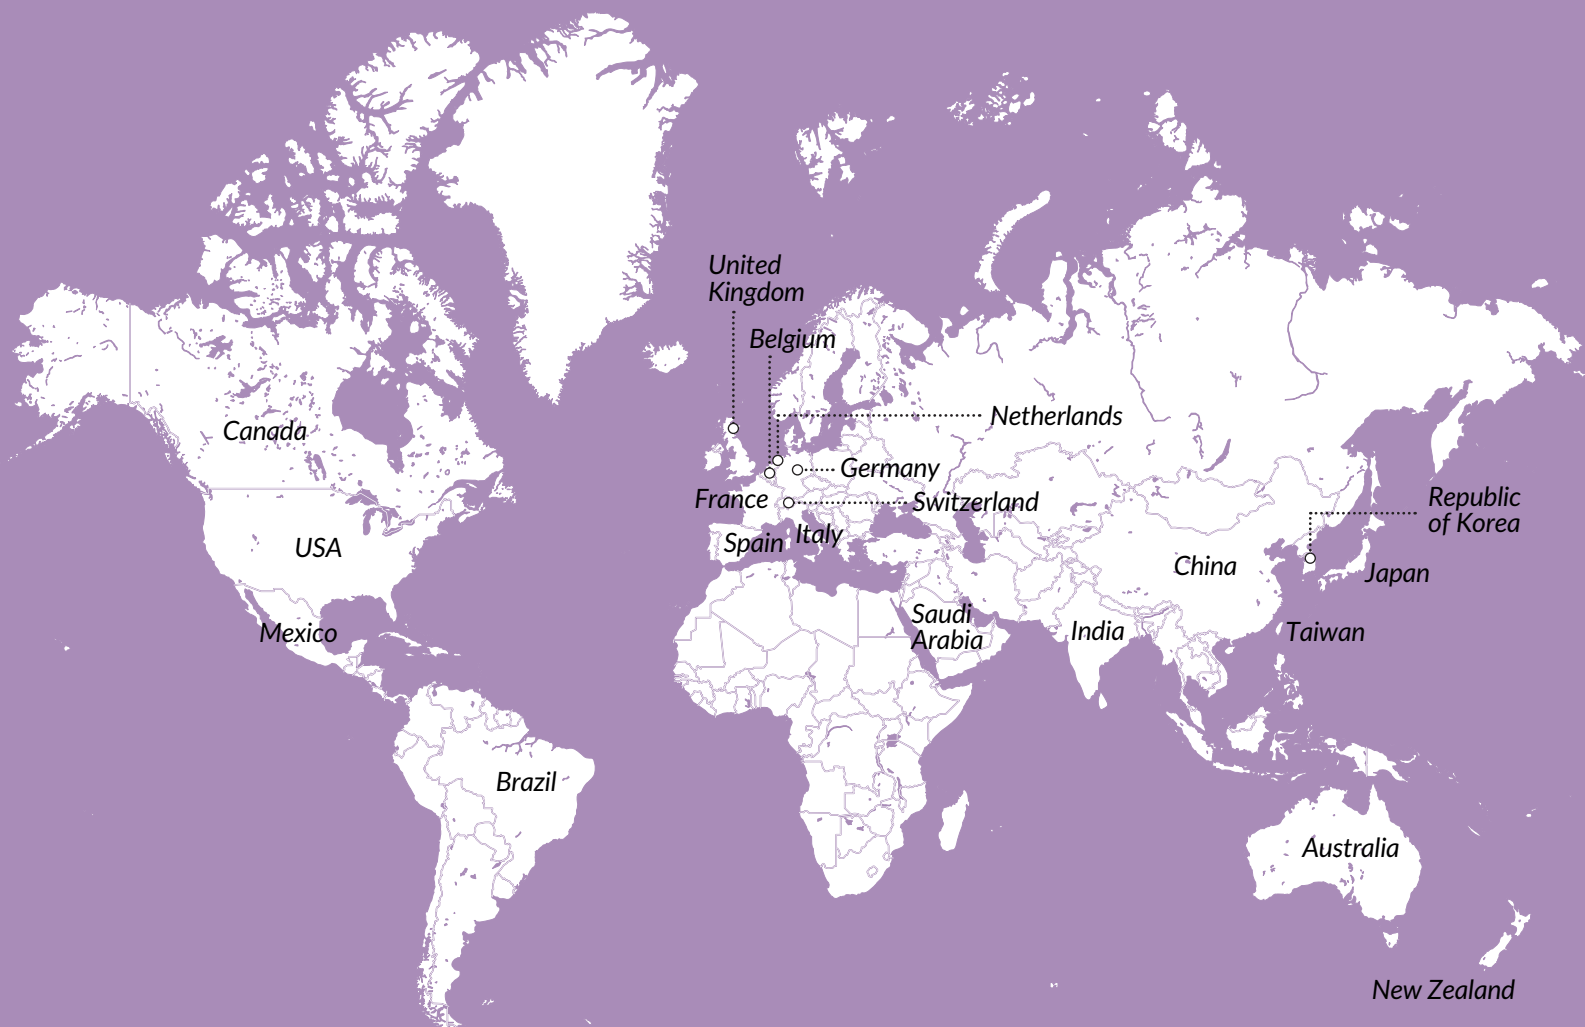 United
Kingdom
Belgium
Netherlands
Canada
Germany
France
Switzerland
Republic
of Korea
USA
Spain
Italy
China
Japan
Saudi
Arabia
Mexico
India
Taiwan
Brazil
Australia
New Zealand